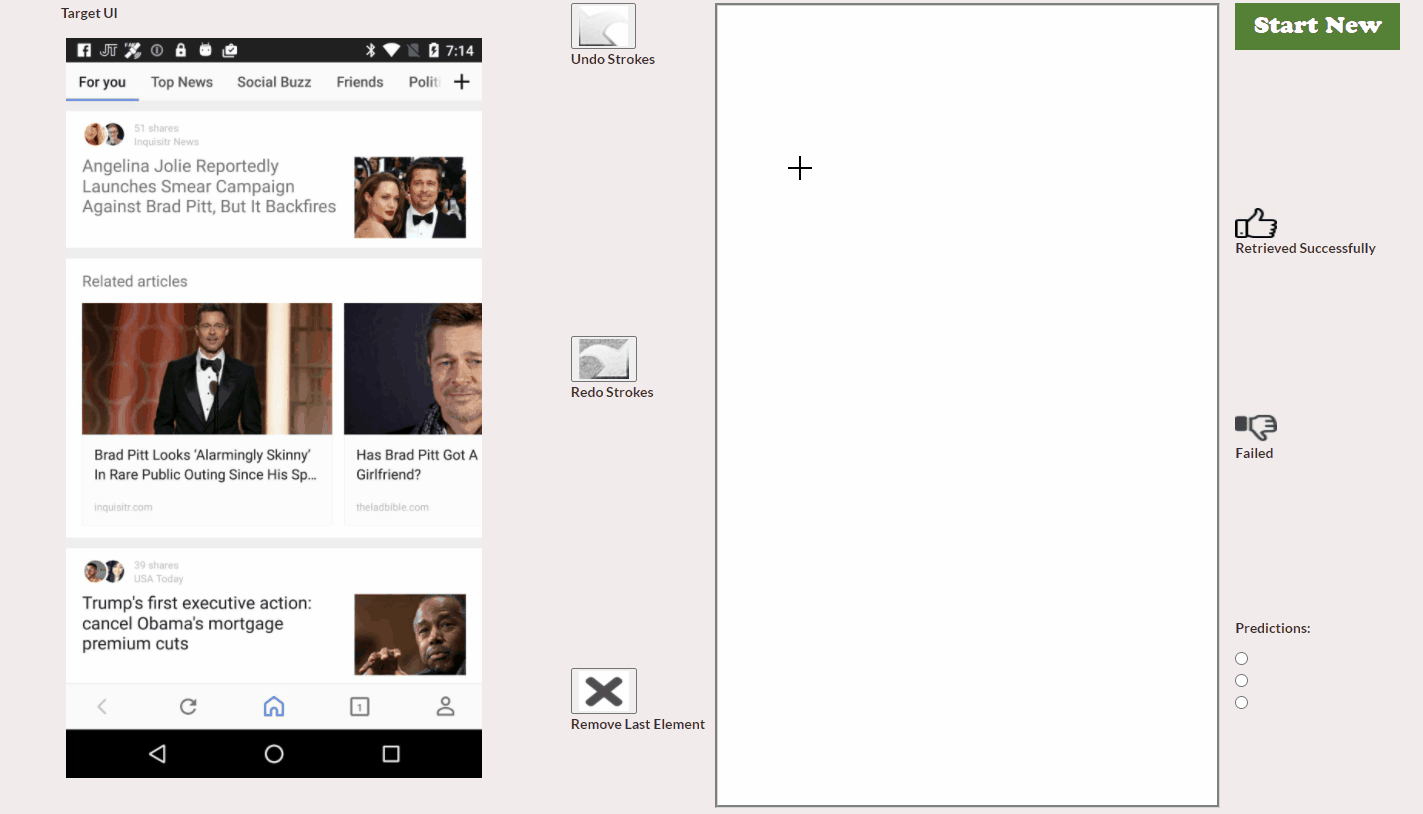 Target UI
7:14
For you Top News Social Buzz Friends Politi
51 shares
Inquisitr News
Angelina Jolie Reportedly
Launches Smear Campaign
Against Brad Pitt, But It Backfires
Related articles
Brad Pitt Looks ‘Alarmingly Skinny’
In Rare Public Outing Since His Sp...
inquisitr.com
Has Brad Pitt Got A
Girlfriend?
theladbible.com
39 shares
USA Today
Trump's first executive action:
cancel Obama's mortgage
premium cuts
1
Undo Strokes
Redo Strokes
Remove Last Element
Start New
Retrieved Successfully
Failed
Predictions: